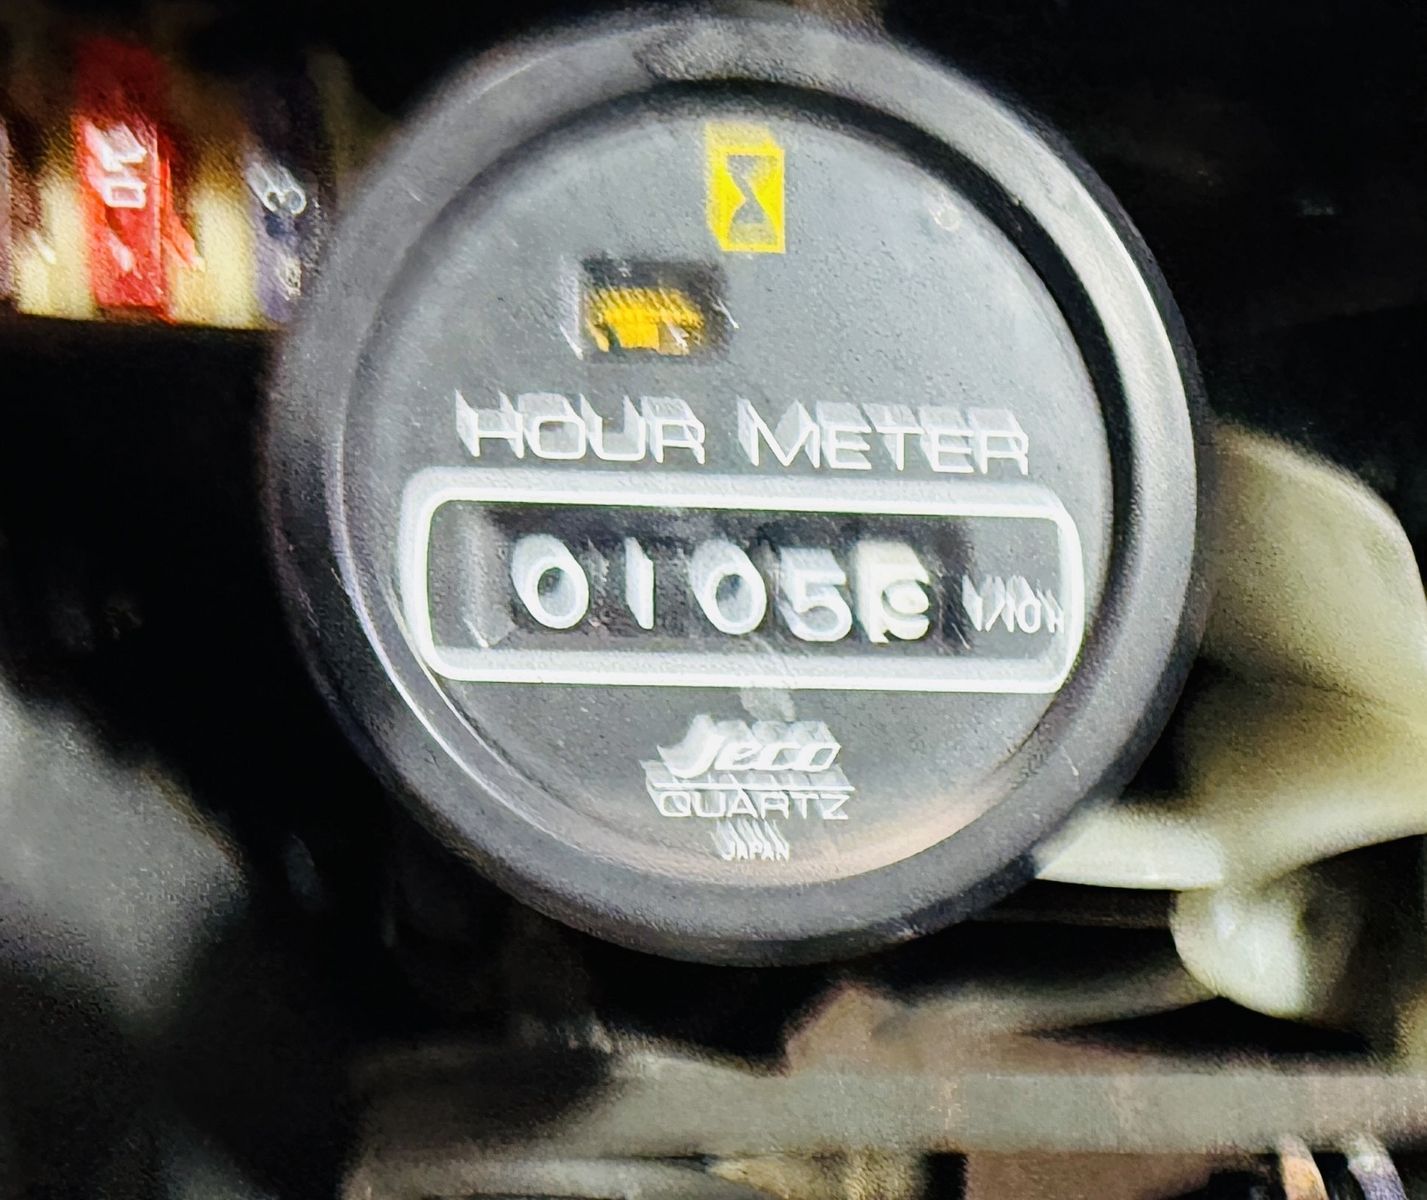 HOUR METER
0105
1/10H
Jeco
QUARTZ
JAPAN